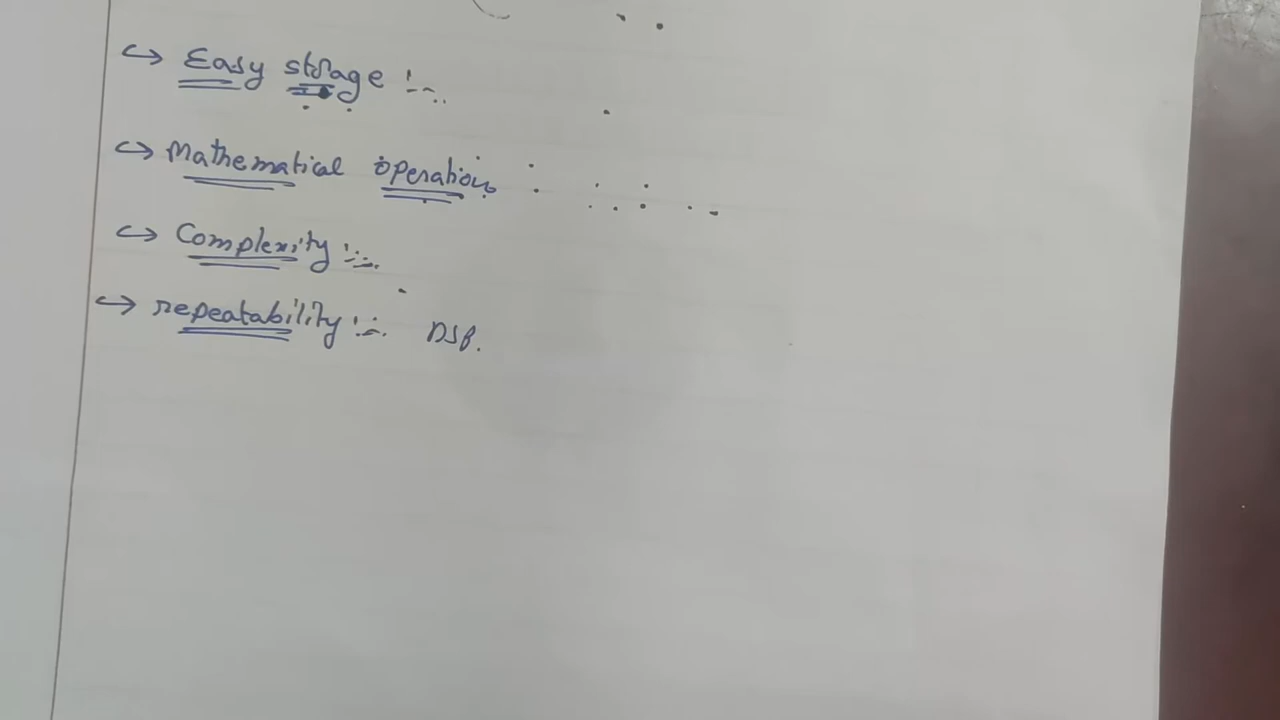 ↪ Easy storage :-
↪ Mathematical operations :
↪ Complexity :-
↪ repeatability :- DSP.